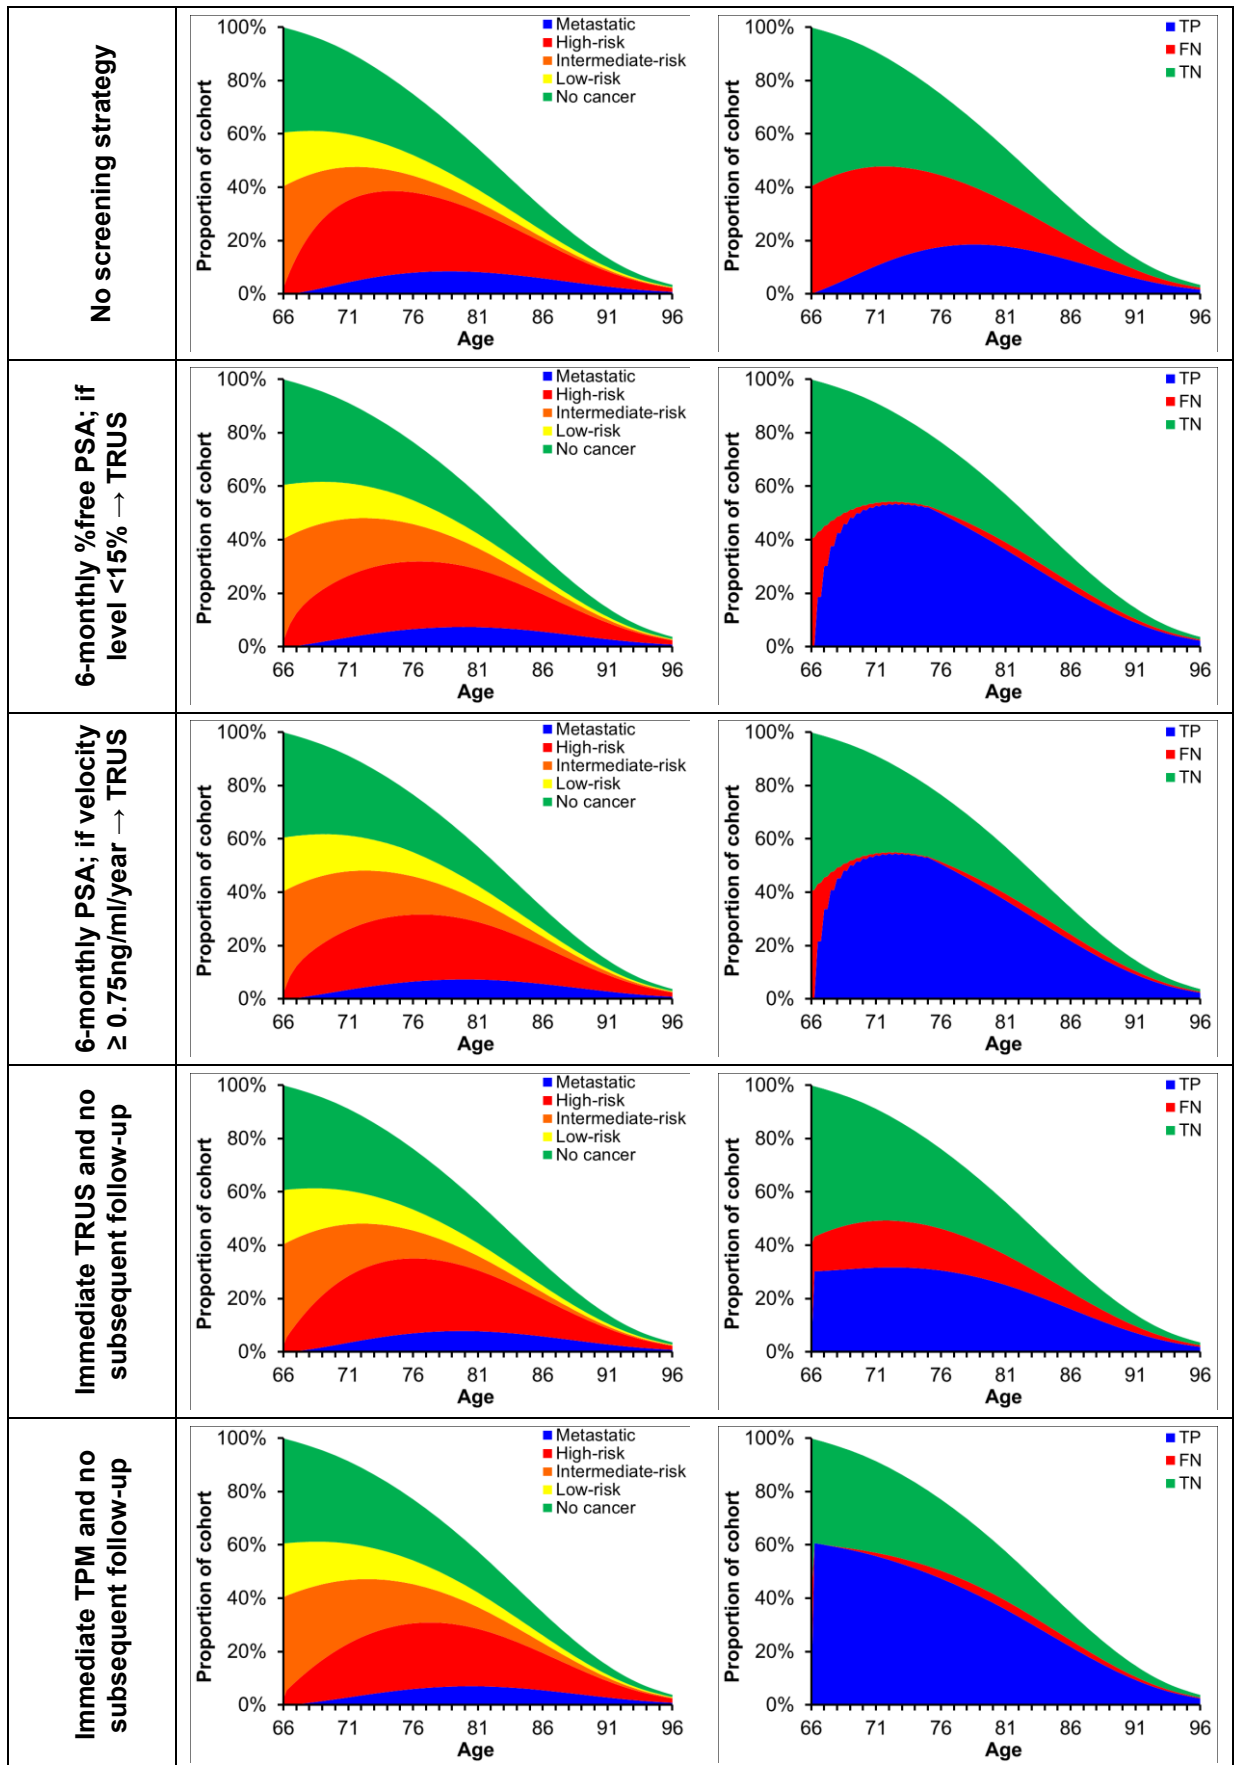 No screening strategy
100%
80%
60%
40%
20%
0%
Proportion of cohort
66 71 76 81 86 91 96
Age
Metastatic
High-risk
Intermediate-risk
Low-risk
No cancer
100%
80%
60%
40%
20%
0%
Proportion of cohort
66 71 76 81 86 91 96
Age
TP
FN
TN
6-monthly %free PSA; if
level <15% → TRUS
100%
80%
60%
40%
20%
0%
Proportion of cohort
66 71 76 81 86 91 96
Age
Metastatic
High-risk
Intermediate-risk
Low-risk
No cancer
100%
80%
60%
40%
20%
0%
Proportion of cohort
66 71 76 81 86 91 96
Age
TP
FN
TN
6-monthly PSA; if velocity
≥ 0.75ng/ml/year → TRUS
100%
80%
60%
40%
20%
0%
Proportion of cohort
66 71 76 81 86 91 96
Age
Metastatic
High-risk
Intermediate-risk
Low-risk
No cancer
100%
80%
60%
40%
20%
0%
Proportion of cohort
66 71 76 81 86 91 96
Age
TP
FN
TN
Immediate TRUS and no
subsequent follow-up
100%
80%
60%
40%
20%
0%
Proportion of cohort
66 71 76 81 86 91 96
Age
Metastatic
High-risk
Intermediate-risk
Low-risk
No cancer
100%
80%
60%
40%
20%
0%
Proportion of cohort
66 71 76 81 86 91 96
Age
TP
FN
TN
Immediate TPM and no
subsequent follow-up
100%
80%
60%
40%
20%
0%
Proportion of cohort
66 71 76 81 86 91 96
Age
Metastatic
High-risk
Intermediate-risk
Low-risk
No cancer
100%
80%
60%
40%
20%
0%
Proportion of cohort
66 71 76 81 86 91 96
Age
TP
FN
TN